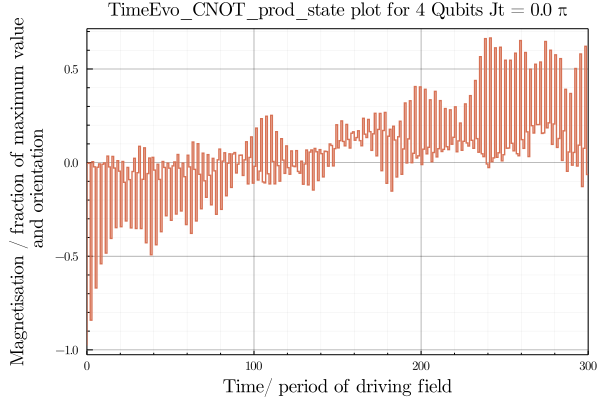 TimeEvo_CNOT_prod_state plot for 4 Qubits Jt = 0.0 π
Magnetisation / fraction of maximum value
and orientation
0.5
0.0
−0.5
−1.0
0
100
200
300
Time/ period of driving field